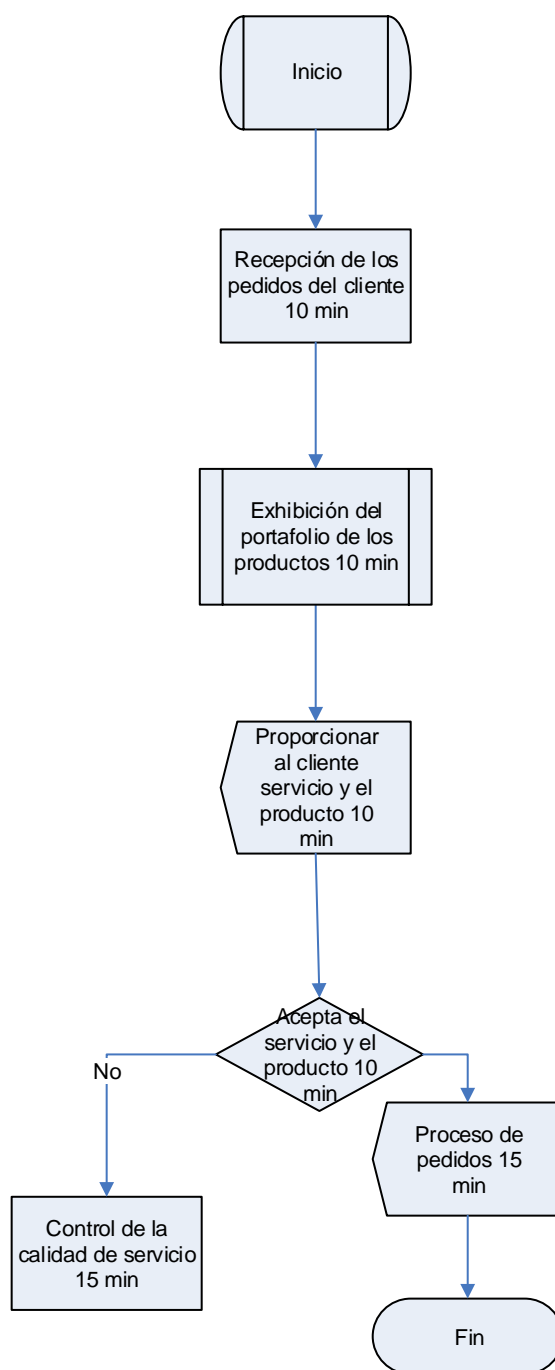 Inicio
Recepción de los
pedidos del cliente
10 min
Exhibición del
portafolio de los
productos 10 min
Proporcionar
al cliente
servicio y el
producto 10
min
Acepta el
servicio y el
producto 10
min
No
Proceso de
pedidos 15
min
Control de la
calidad de servicio
15 min
Fin